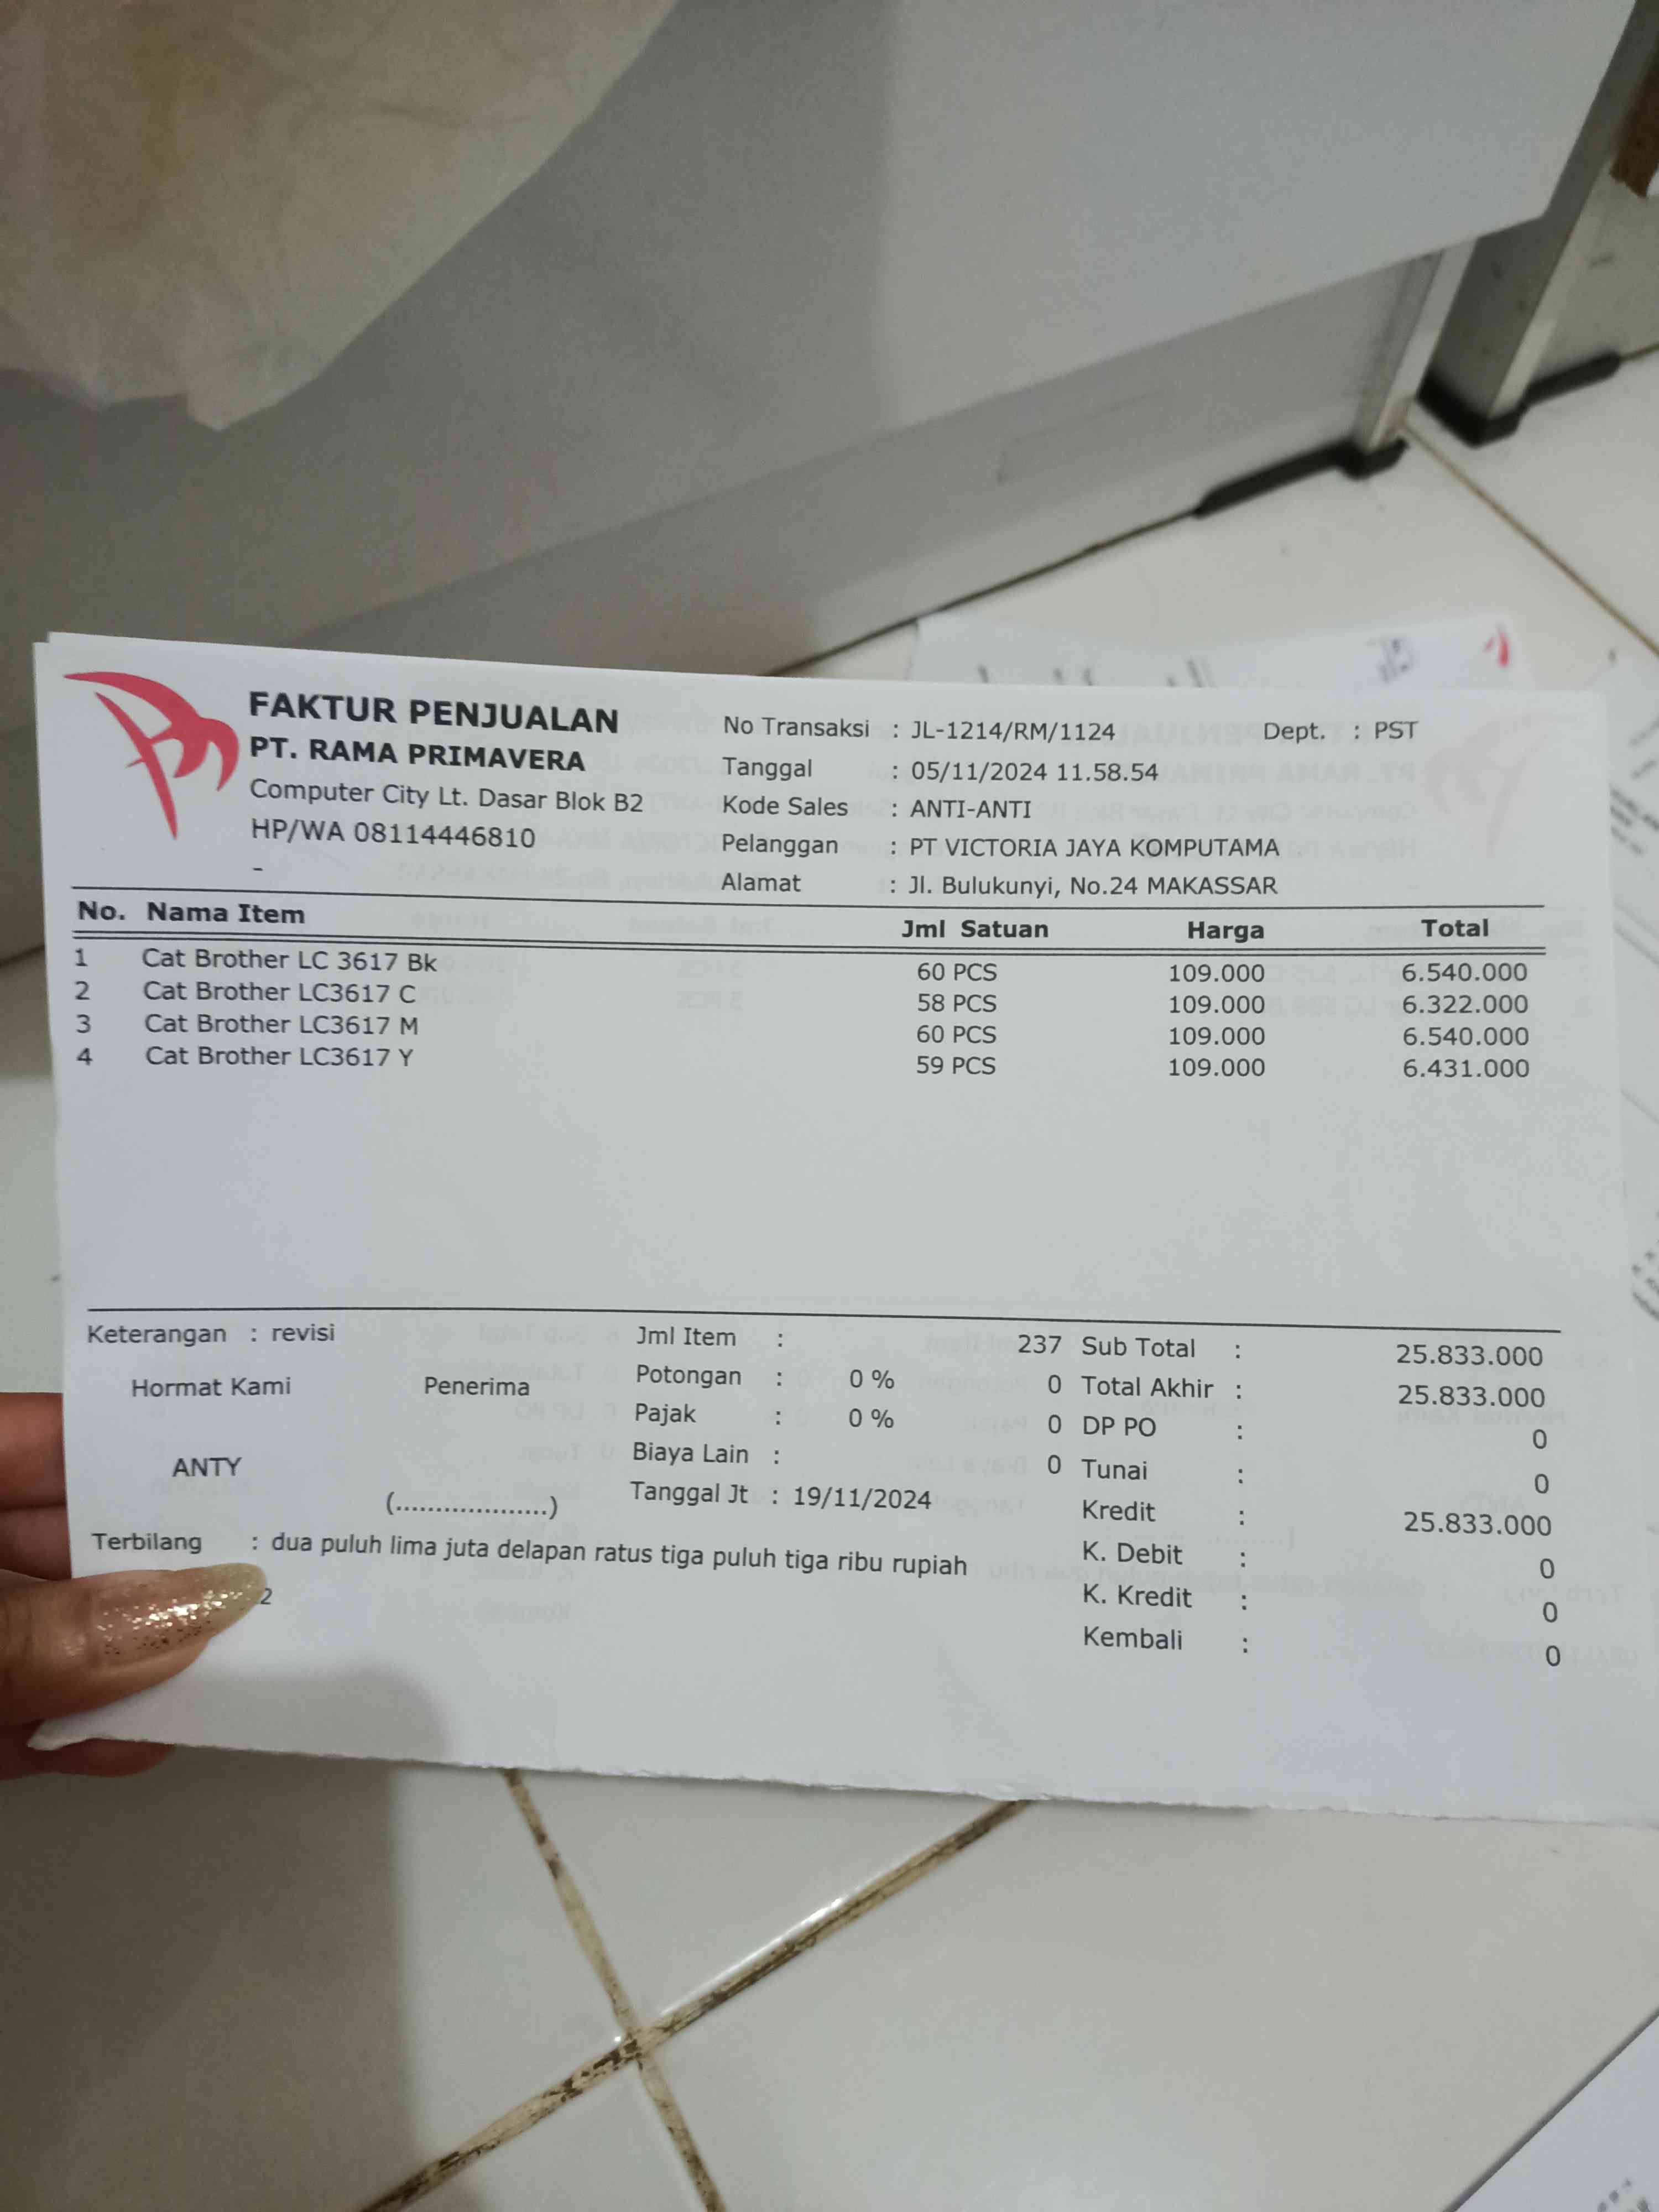 FAKTUR PENJUALAN
PT. RAMA PRIMAVERA
Computer City Lt. Dasar Blok B2
HP/WA 08114446810
-
No Transaksi : JL-1214/RM/1124 Dept. : PST
Tanggal : 05/11/2024 11.58.54
Kode Sales : ANTI-ANTI
Pelanggan : PT VICTORIA JAYA KOMPUTAMA
Alamat : Jl. Bulukunyi, No.24 MAKASSAR
No. Nama Item Jml Satuan Harga Total
1 Cat Brother LC 3617 Bk 60 PCS 109.000 6.540.000
2 Cat Brother LC3617 C 58 PCS 109.000 6.322.000
3 Cat Brother LC3617 M 60 PCS 109.000 6.540.000
4 Cat Brother LC3617 Y 59 PCS 109.000 6.431.000
Keterangan : revisi
Hormat Kami Penerima
ANTY
(...................)
Jml Item : 237
Potongan : 0 % 0
Pajak : 0 % 0
Biaya Lain : 0
Tanggal Jt : 19/11/2024
Sub Total : 25.833.000
Total Akhir : 25.833.000
DP PO : 0
Tunai : 0
Kredit : 25.833.000
K. Debit : 0
K. Kredit : 0
Kembali : 0
Terbilang : dua puluh lima juta delapan ratus tiga puluh tiga ribu rupiah
2